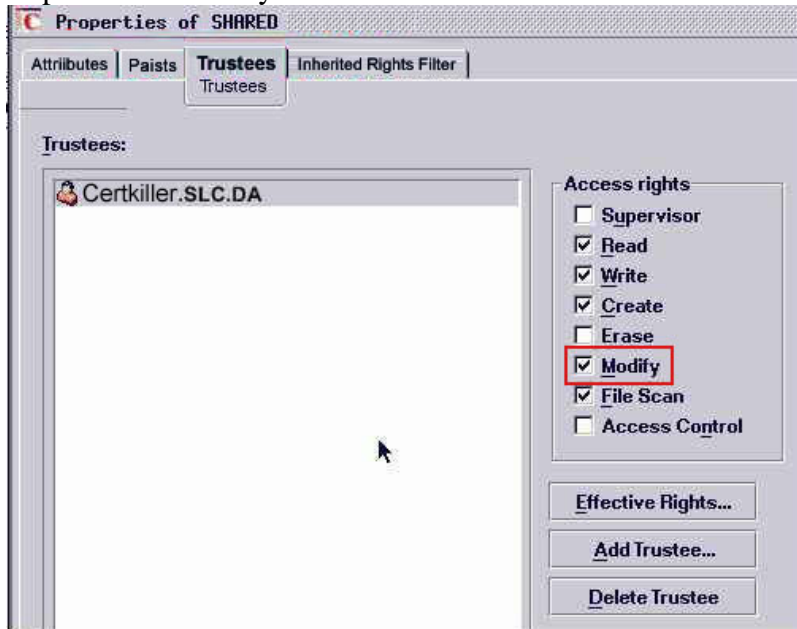 Properties of SHARED
Attriibutes Paists Trustees Inherited Rights Filter
Trustees
Trustees:
Certkiller.SLC.DA
Access rights
Supervisor
Read
Write
Create
Erase
Modify
File Scan
Access Control
Effective Rights...
Add Trustee...
Delete Trustee